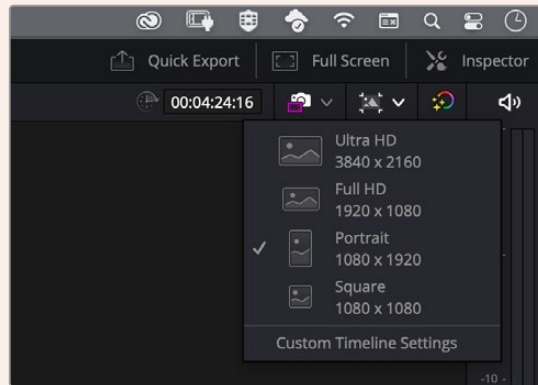 Quick Export
Full Screen
Inspector
00:04:24:16
Ultra HD
3840 x 2160
Full HD
1920 x 1080
Portrait
1080 x 1920
Square
1080 x 1080
Custom Timeline Settings
-10